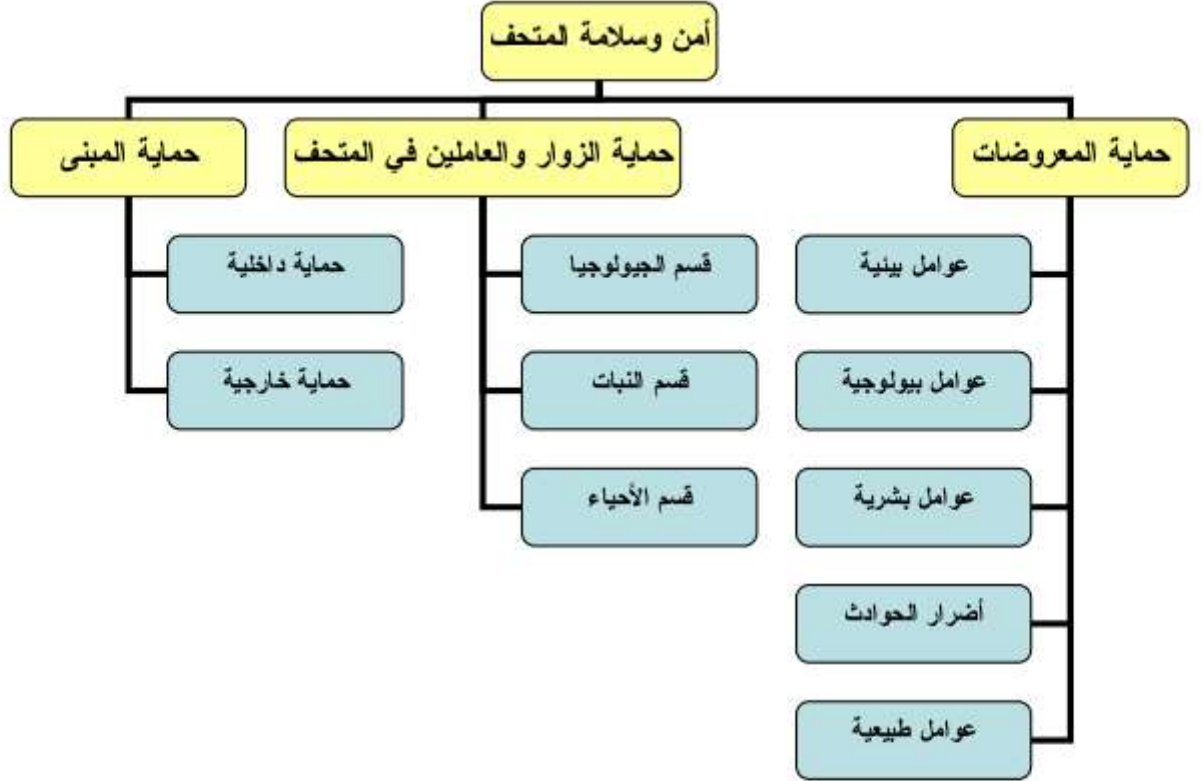 أمن وسلامة المتحف
حماية المعروضات
حماية الزوار والعاملين في المتحف
حماية المبنى
عوامل بيئية
قسم الجيولوجيا
حماية داخلية
عوامل بيولوجية
قسم النبات
حماية خارجية
عوامل بشرية
قسم الأحياء
أضرار الحوادث
عوامل طبيعية